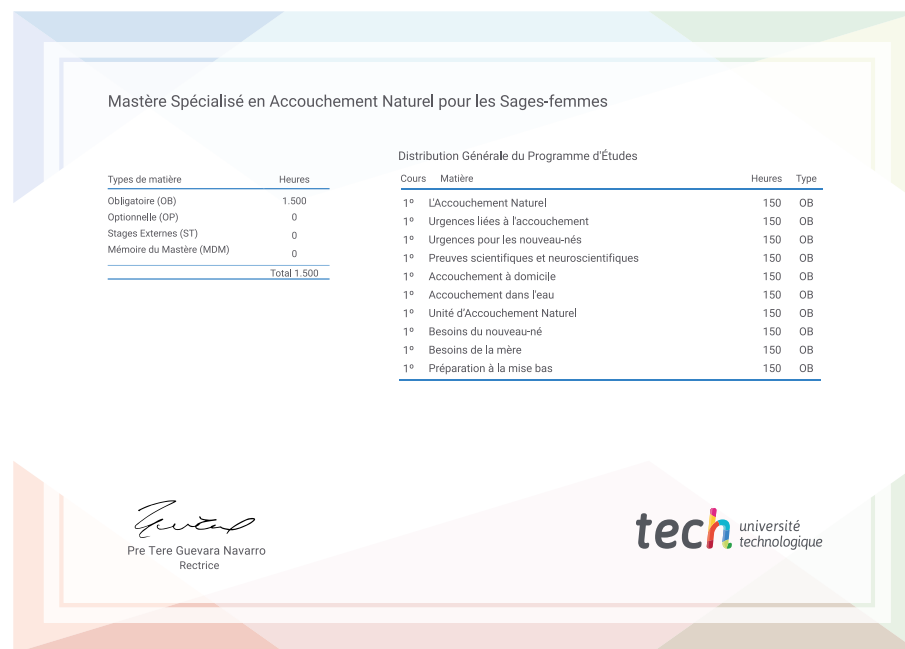 Mastère Spécialisé en Accouchement Naturel pour les Sages-femmes
Types de matière Heures
Obligatoire (OB) 1.500
Optionnelle (OP) 0
Stages Externes (ST) 0
Mémoire du Mastère (MDM) 0
Total 1.500
Distribution Générale du Programme d'Études
Cours Matière Heures Type
1º L'Accouchement Naturel 150 OB
1º Urgences liées à l'accouchement 150 OB
1º Urgences pour les nouveau-nés 150 OB
1º Preuves scientifiques et neuroscientifiques 150 OB
1º Accouchement à domicile 150 OB
1º Accouchement dans l'eau 150 OB
1º Unité d'Accouchement Naturel 150 OB
1º Besoins du nouveau-né 150 OB
1º Besoins de la mère 150 OB
1º Préparation à la mise bas 150 OB
Pre Tere Guevara Navarro
Rectrice
tech université
technologique